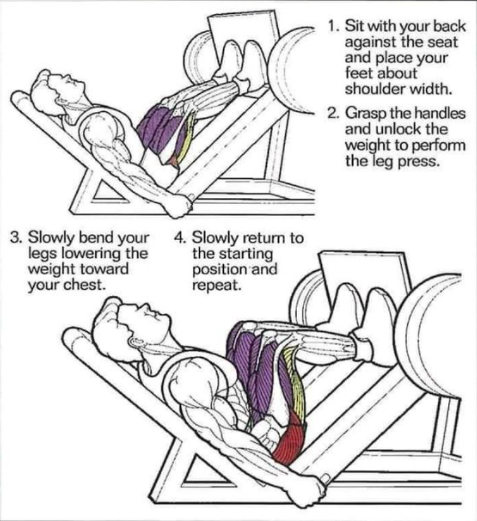 1. Sit with your back
against the seat
and place your
feet about
shoulder width.
2. Grasp the handles
and unlock the
weight to perform
the leg press.
3. Slowly bend your
legs lowering the
weight toward
your chest.
4. Slowly return to
the starting
position and
repeat.